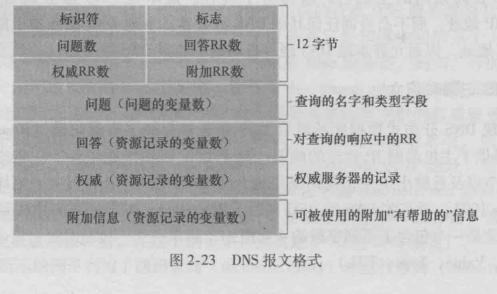 标识符 标志
问题数 回答RR数 12字节
权威RR数 附加RR数
问题（问题的变量数） 查询的名字和类型字段
回答（资源记录的变量数） 对查询的响应中的RR
权威（资源记录的变量数） 权威服务器的记录
附加信息（资源记录的变量数） 可被使用的附加“有帮助的”信息
图 2-23 DNS 报文格式